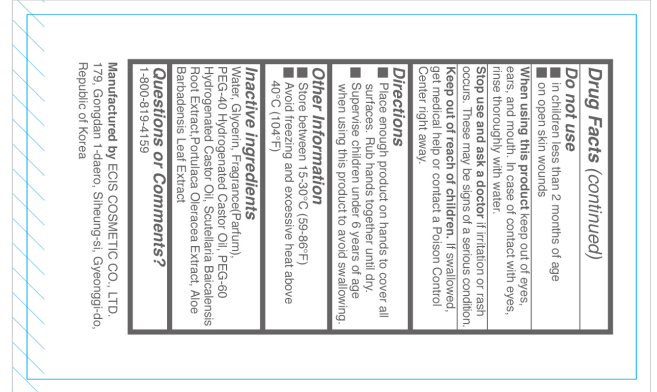 Drug Facts (continued)
Do not use
■ in children less than 2 months of age
■ on open skin wounds
When using this product keep out of eyes,
ears, and mouth. In case of contact with eyes,
rinse thoroughly with water.
Stop use and ask a doctor if irritation or rash
occurs. These may be signs of a serious condition.
Keep out of reach of children. If swallowed,
get medical help or contact a Poison Control
Center right away.
Directions
■ Place enough product on hands to cover all
surfaces. Rub hands together until dry.
■ Supervise children under 6 years of age
when using this product to avoid swallowing.
Other Information
■ Store between 15-30°C (59-86°F)
■ Avoid freezing and excessive heat above
40°C (104°F)
Inactive ingredients
Water, Glycerin, Fragrance(Parfum),
PEG-40 Hydrogenated Castor Oil, PEG-60
Hydrogenated Castor Oil, Scutellaria Baicalensis
Root Extract,Portulaca Oleracea Extract, Aloe
Barbadensis Leaf Extract
Questions or Comments?
1-800-819-4159
Manufactured by EGIS COSMETIC CO., LTD.
179, Gongdan 1-daero, Siheung-si, Gyeonggi-do,
Republic of Korea